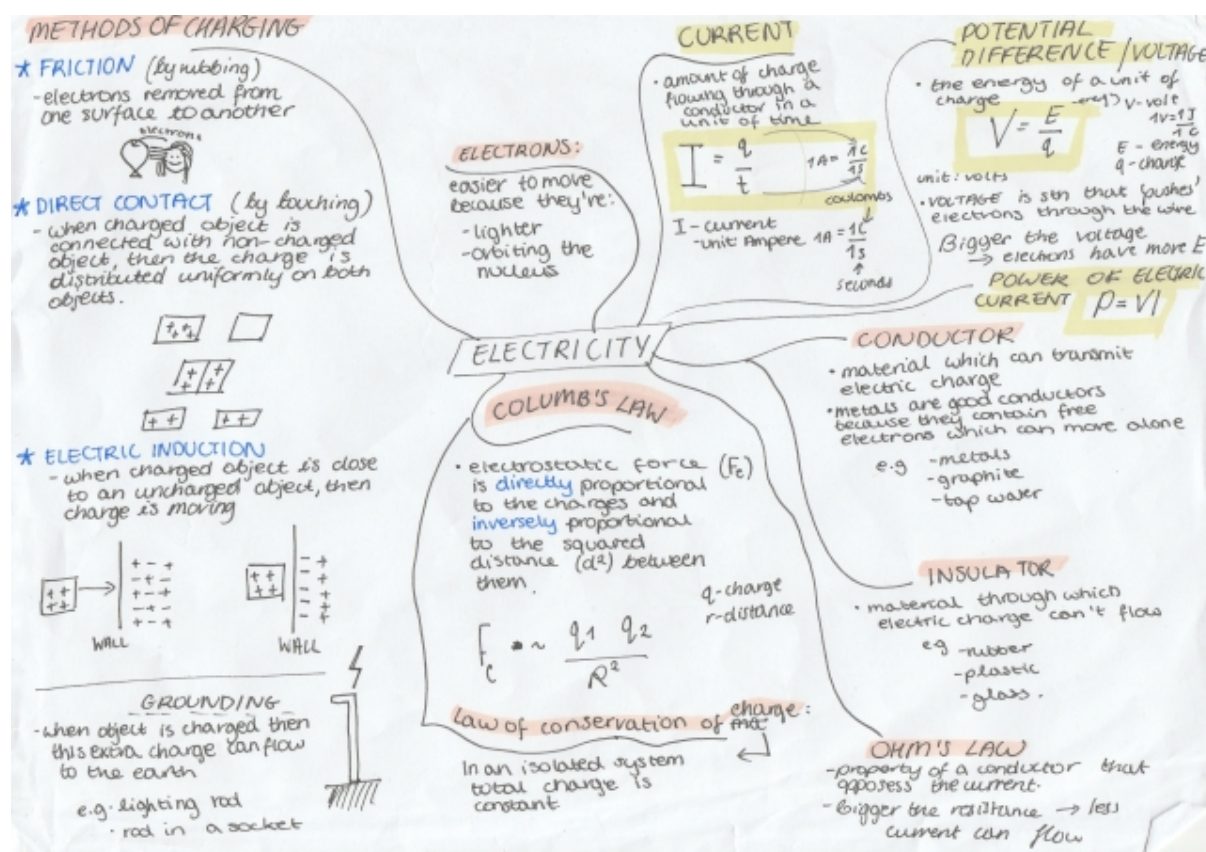 METHODS OF CHARGING
* FRICTION (by rubbing)
- electrons removed from
one surface to another
electrons
* DIRECT CONTACT (by touching)
- when charged object is
connected with non-charged
object, then the charge is
distributed uniformly on both
objects.
+ + +
+ + + +
+ + + +
* ELECTRIC INDUCTION
- when charged object is close
to an uncharged object, then
charge is moving
+ +
+ +
+ - +
- + -
+ - +
- + -
+ - +
WALL
+ +
+ +
- +
- +
- +
- +
- +
WALL
GROUNDING
- when object is charged then
this extra charge can flow
to the earth
e.g. lighting rod
· rod in a socket
ELECTRONS:
easier to move
because they're:
- lighter
- orbiting the
nucleus
ELECTRICITY
COLUMB'S LAW
• electrostatic force (Fe)
is directly proportional
to the charges and
inversely proportional
to the squared
distance (d²) between
them.
q - charge
r - distance
Fc ~ q1 q2
R²
Law of conservation of charge:
In an isolated system
total charge is
constant
CURRENT
• amount of charge
flowing through a
conductor in a
unit of time
I = q
t
1A = 1C
1s
coulombs
I - current
- unit Ampere 1A = 1C
1s
seconds
POTENTIAL
DIFFERENCE/VOLTAGE
• the energy of a unit of
charge
V = E
q
V - volt
1V = 1J
1C
E - energy
q - charge
unit: volts
• VOLTAGE is sth that 'pushes'
electrons through the wire
Bigger the voltage
→ electrons have more E
POWER OF ELECTRIC
CURRENT P = VI
CONDUCTOR
• material which can transmit
electric charge
• metals are good conductors
because they contain free
electrons which can move alone
e.g - metals
- graphite
- tap water
INSULATOR
• material through which
electric charge can't flow
eg - rubber
- plastic
- glass.
OHM'S LAW
- property of a conductor that
opposess the current.
- Bigger the resistance → less
current can flow